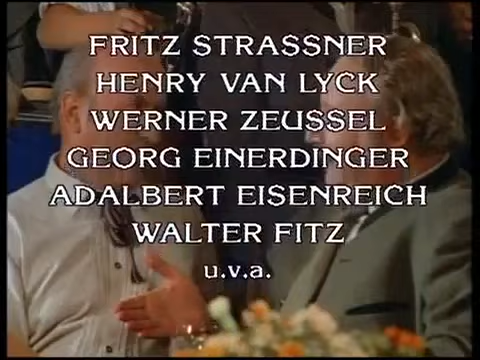 FRITZ STRASSNER
HENRY VAN LYCK
WERNER ZEUSSEL
GEORG EINERDINGER
ADALBERT EISENREICH
WALTER FITZ
u.v.a.